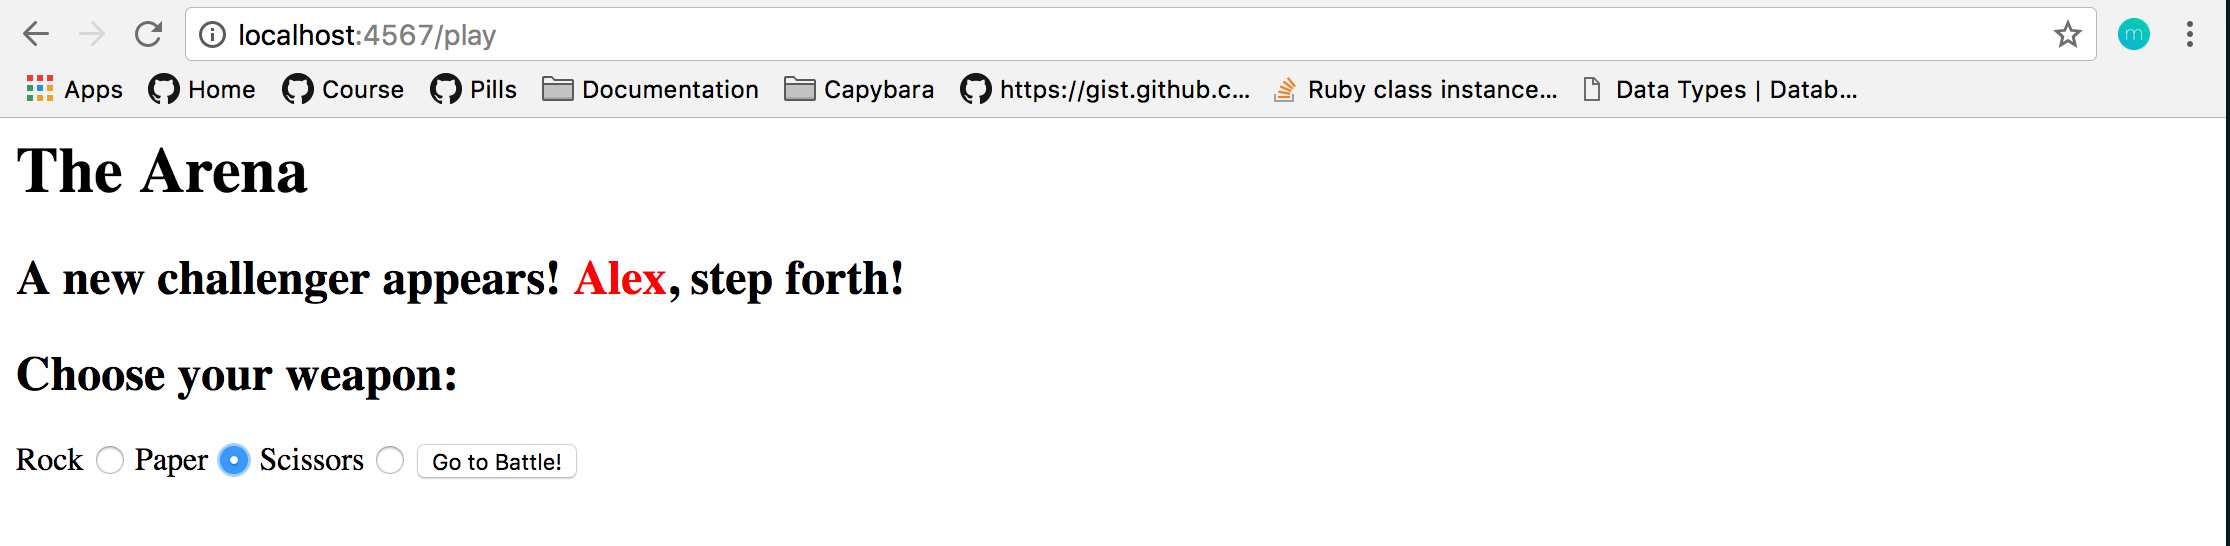 localhost:4567/play
m
Apps Home Course Pills Documentation Capybara https://gist.github.c... Ruby class instance... Data Types | Datab...
The Arena
A new challenger appears! Alex, step forth!
Choose your weapon:
Rock Paper Scissors Go to Battle!